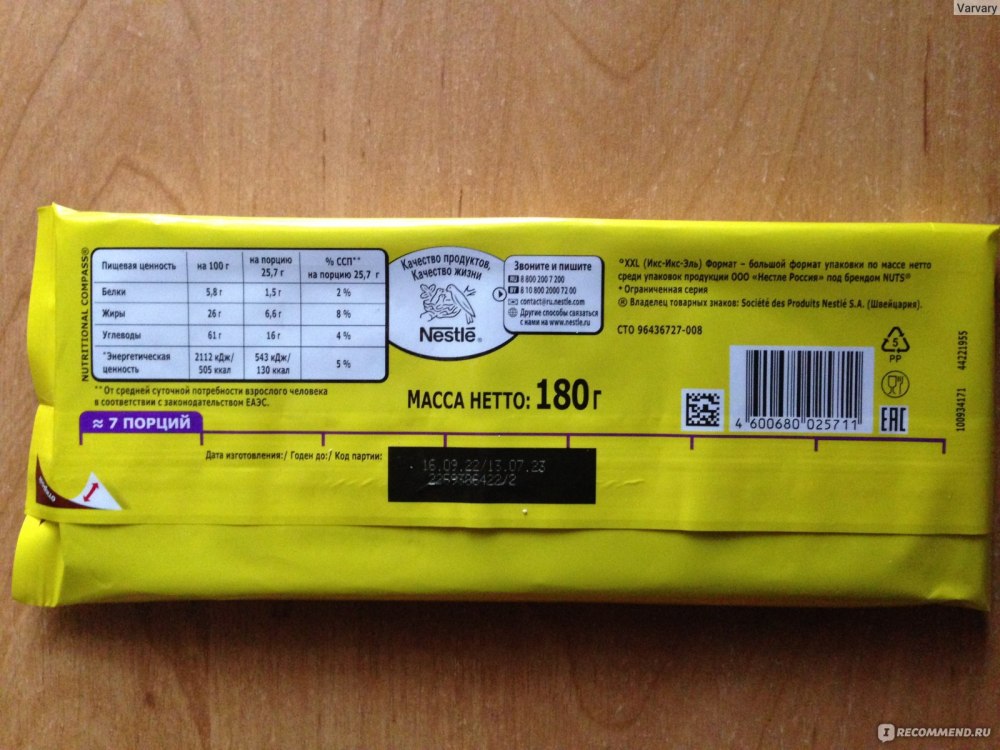 Varvary
NUTRITIONAL COMPASS®
Пищевая ценность на 100 г на порцию 25,7 г % ССП** на порцию 25,7 г
Белки 5,8 г 1,5 г 2 %
Жиры 26 г 6,6 г 8 %
Углеводы 61 г 16 г 4 %
*Энергетическая ценность 2112 кДж/ 505 ккал 543 кДж/ 130 ккал 5 %
**От средней суточной потребности взрослого человека
в соответствии с законодательством ЕАЭС.
Качество продуктов,
Качество жизни
Nestlé®
Звоните и пишите
RU 8 800 200 7 200
BY 8 10 800 2000 72 00
contact@ru.nestle.com
Другие способы связаться
с нами на www.nestle.ru
°XXL (Икс-Икс-Эль) Формат – большой формат упаковки по массе нетто
среди упаковок продукции ООО «Нестле Россия» под брендом NUTS®
* Ограниченная серия
® Владелец товарных знаков: Société des Produits Nestlé S.A. (Швейцария).
СТО 96436727-008
МАССА НЕТТО: 180 г
5
PP
4 600680 025711
EAC
100934171 44221955
≈ 7 ПОРЦИЙ
Дата изготовления:/ Годен до:/ Код партии:
16.09.22/13.07.23
открой
IRECOMMEND.RU